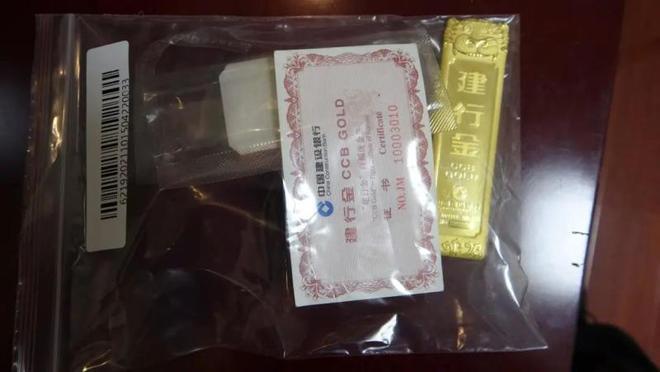 62192021101504220033
中国建设银行
China Construction Bank
建行金 CCB GOLD
证 书 Certificate
NO.JM 10003010
建
行
金
CCB
GOLD